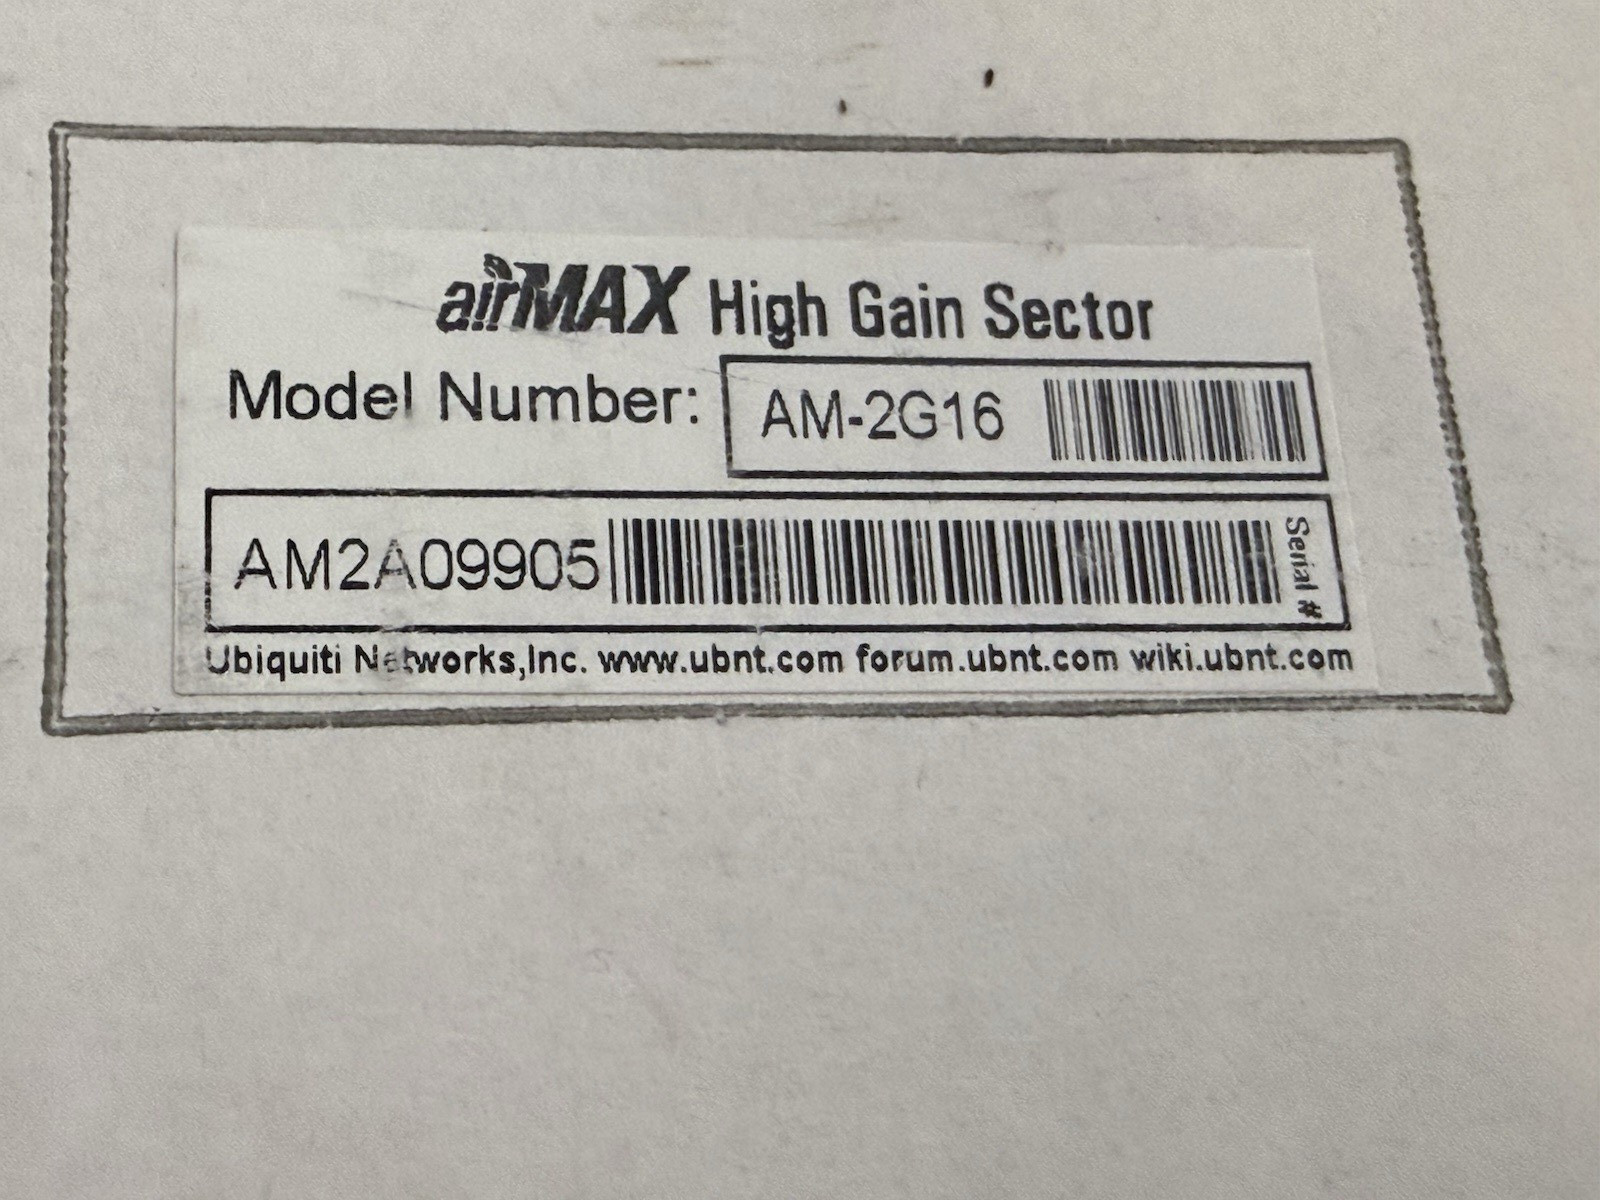 airMAX High Gain Sector
Model Number: AM-2G16
AM2A09905 Serial #
Ubiquiti Networks,Inc. www.ubnt.com forum.ubnt.com wiki.ubnt.com